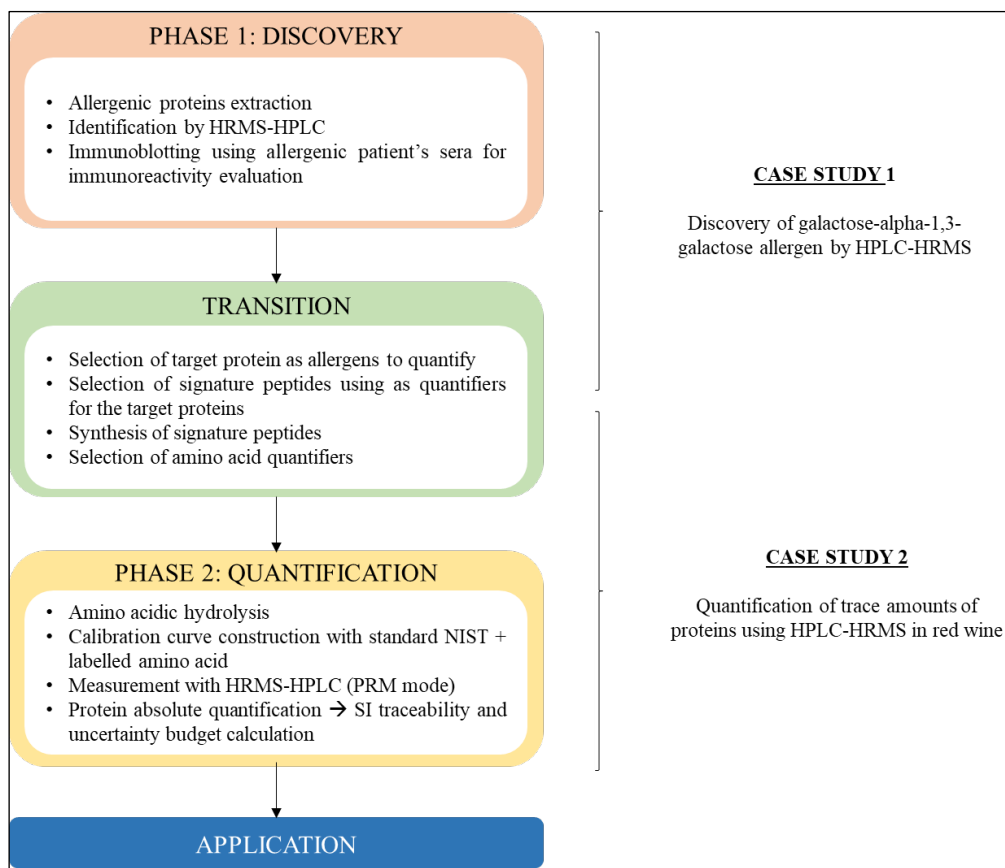 PHASE 1: DISCOVERY
• Allergenic proteins extraction
• Identification by HRMS-HPLC
• Immunoblotting using allergenic patient's sera for
immunoreactivity evaluation
CASE STUDY 1
Discovery of galactose-alpha-1,3-
galactose allergen by HPLC-HRMS
TRANSITION
• Selection of target protein as allergens to quantify
• Selection of signature peptides using as quantifiers
for the target proteins
• Synthesis of signature peptides
• Selection of amino acid quantifiers
PHASE 2: QUANTIFICATION
• Amino acidic hydrolysis
• Calibration curve construction with standard NIST +
labelled amino acid
• Measurement with HRMS-HPLC (PRM mode)
• Protein absolute quantification → SI traceability and
uncertainty budget calculation
CASE STUDY 2
Quantification of trace amounts of
proteins using HPLC-HRMS in red wine
APPLICATION